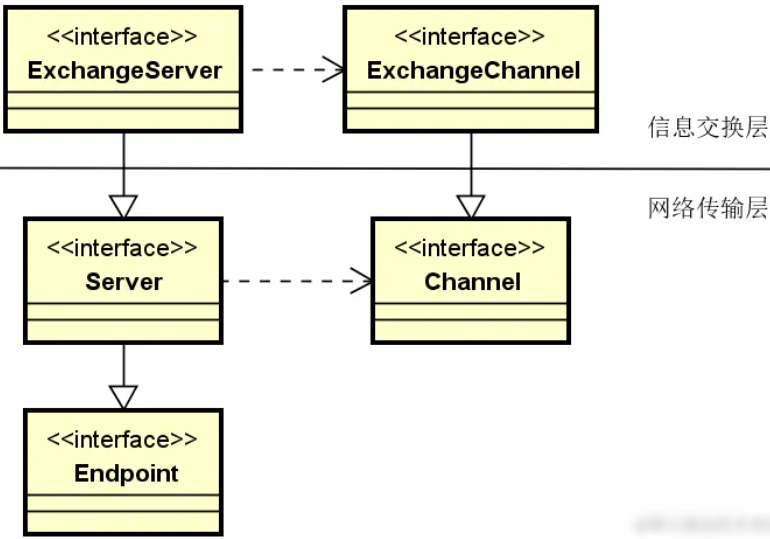 <<interface>>
ExchangeServer
<<interface>>
ExchangeChannel
信息交换层
网络传输层
<<interface>>
Server
<<interface>>
Channel
<<interface>>
Endpoint